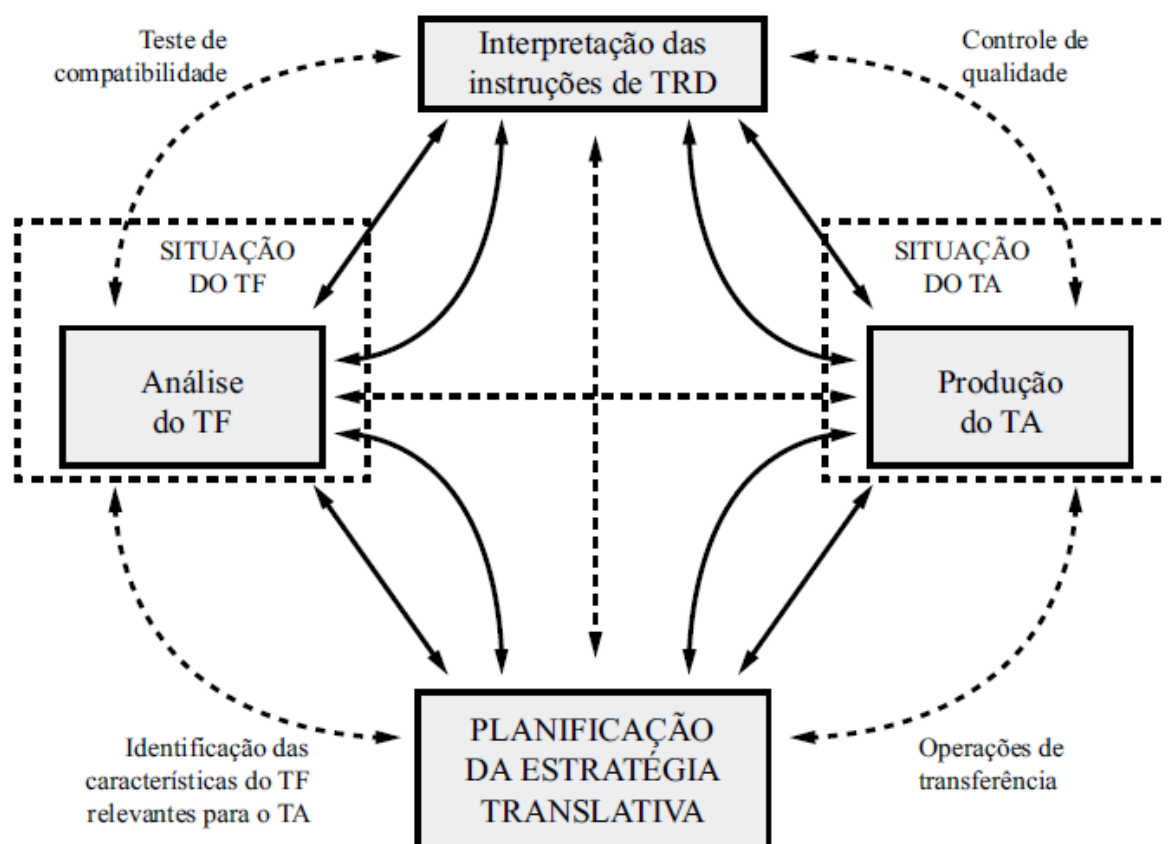 Teste de
compatibilidade
Interpretação das
instruções de TRD
Controle de
qualidade
SITUAÇÃO
DO TF
SITUAÇÃO
DO TA
Análise
do TF
Produção
do TA
Identificação das
características do TF
relevantes para o TA
PLANIFICAÇÃO
DA ESTRATÉGIA
TRANSLATIVA
Operações de
transferência